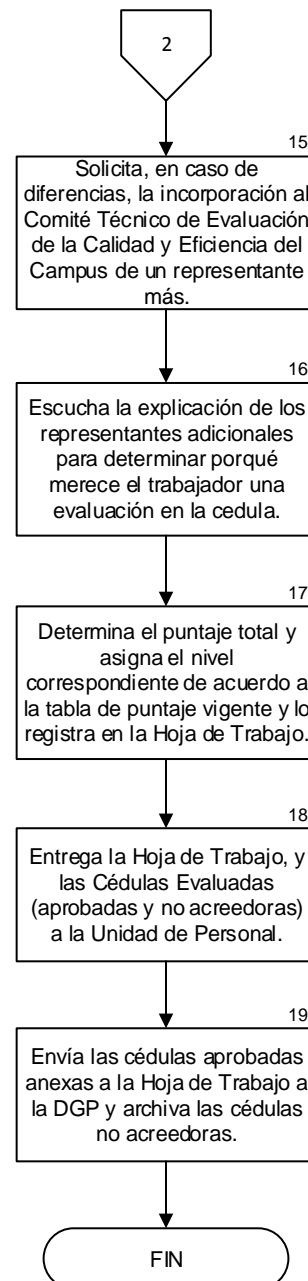 2
15
Solicita, en caso de
diferencias, la incorporación al
Comité Técnico de Evaluación
de la Calidad y Eficiencia del
Campus de un representante
más.
16
Escucha la explicación de los
representantes adicionales
para determinar porqué
merece el trabajador una
evaluación en la cedula.
17
Determina el puntaje total y
asigna el nivel
correspondiente de acuerdo a
la tabla de puntaje vigente y lo
registra en la Hoja de Trabajo.
18
Entrega la Hoja de Trabajo, y
las Cédulas Evaluadas
(aprobadas y no acreedoras)
a la Unidad de Personal.
19
Envía las cédulas aprobadas
anexas a la Hoja de Trabajo a
la DGP y archiva las cédulas
no acreedoras.
FIN